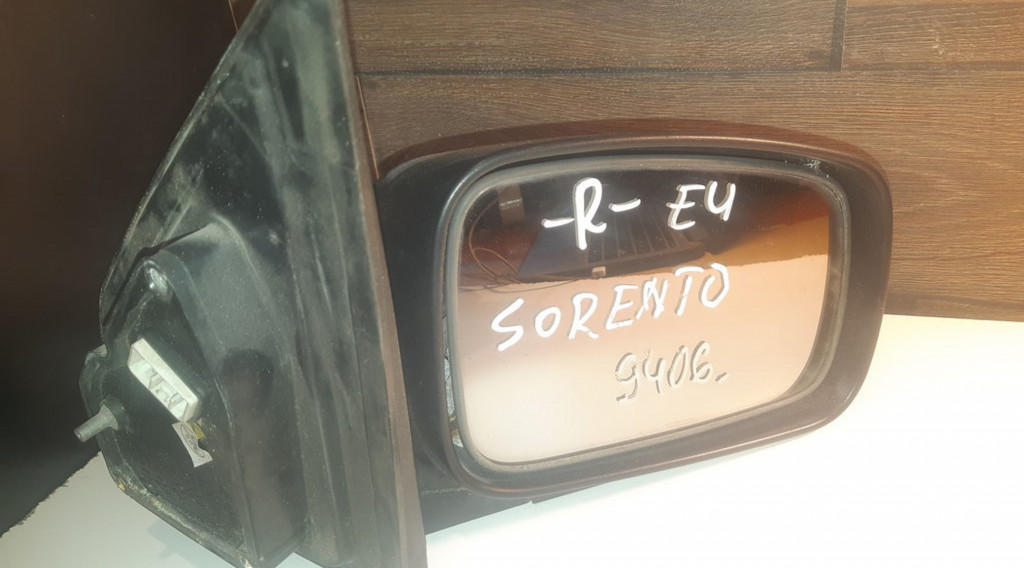 -R- E4
SORENTO
9406.